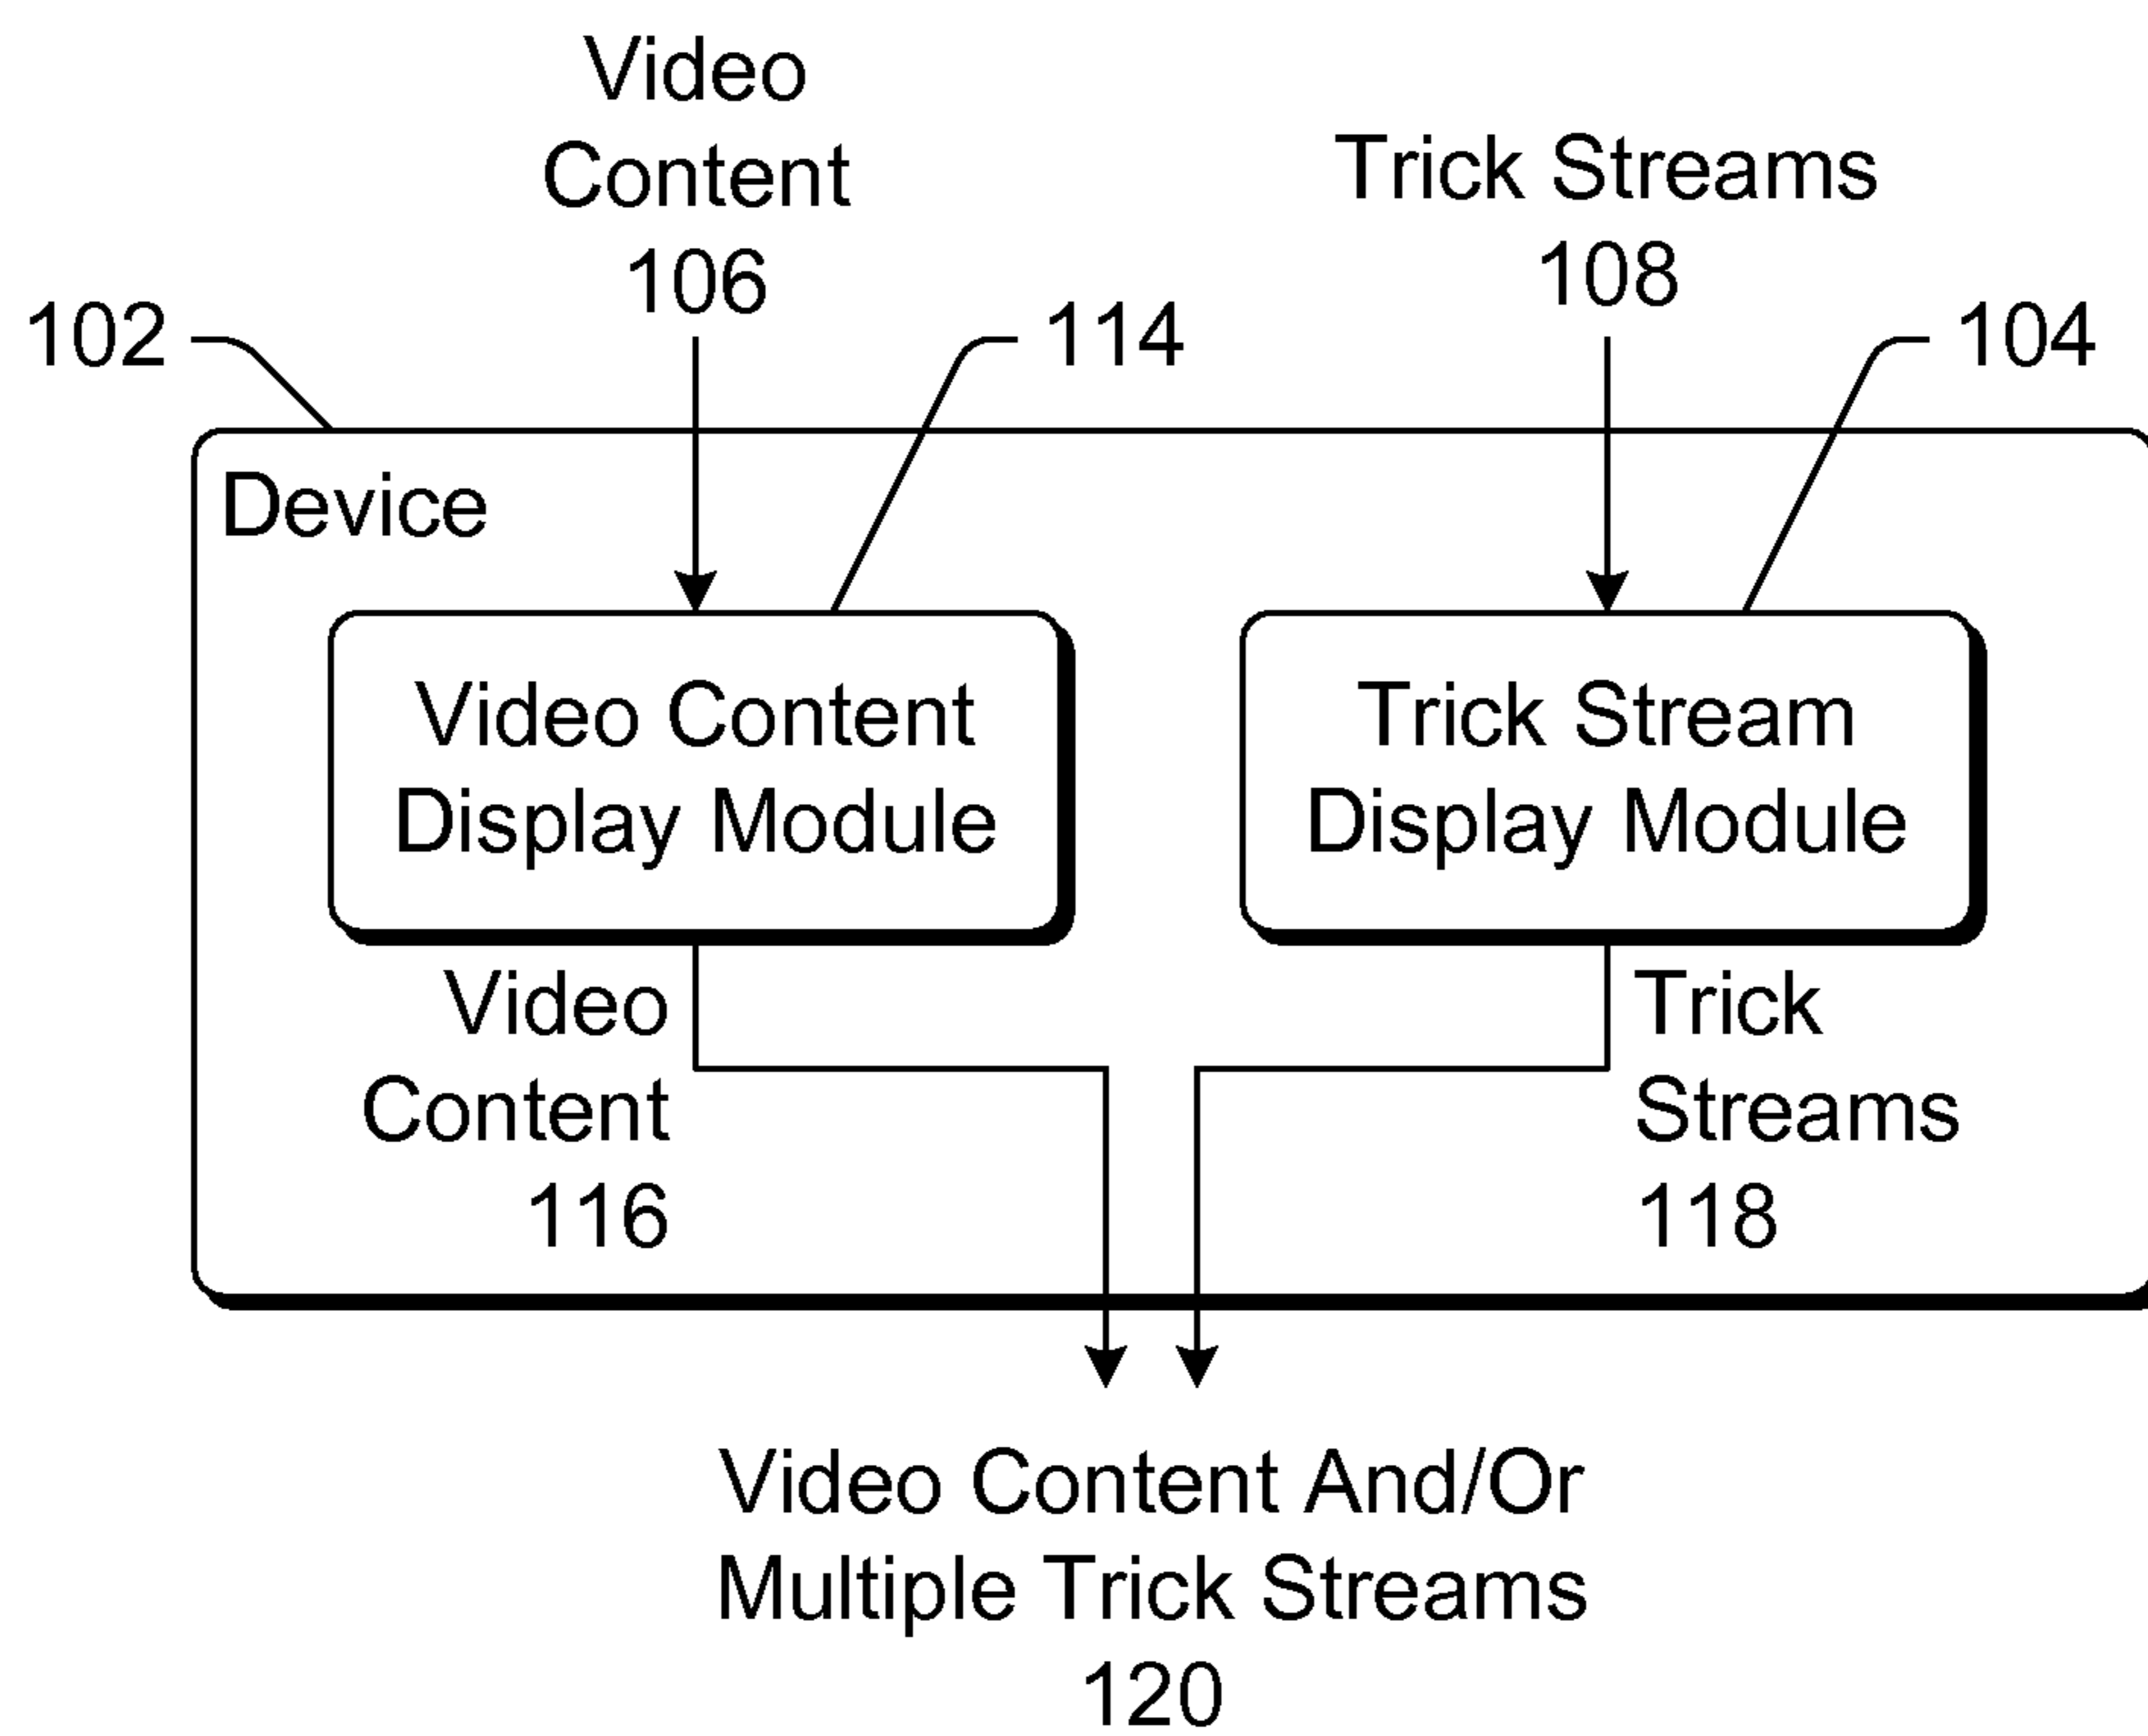 Video
Content
106
Trick Streams
108
102
114
104
Device
Video Content
Display Module
Trick Stream
Display Module
Video
Content
116
Trick
Streams
118
Video Content And/Or
Multiple Trick Streams
120